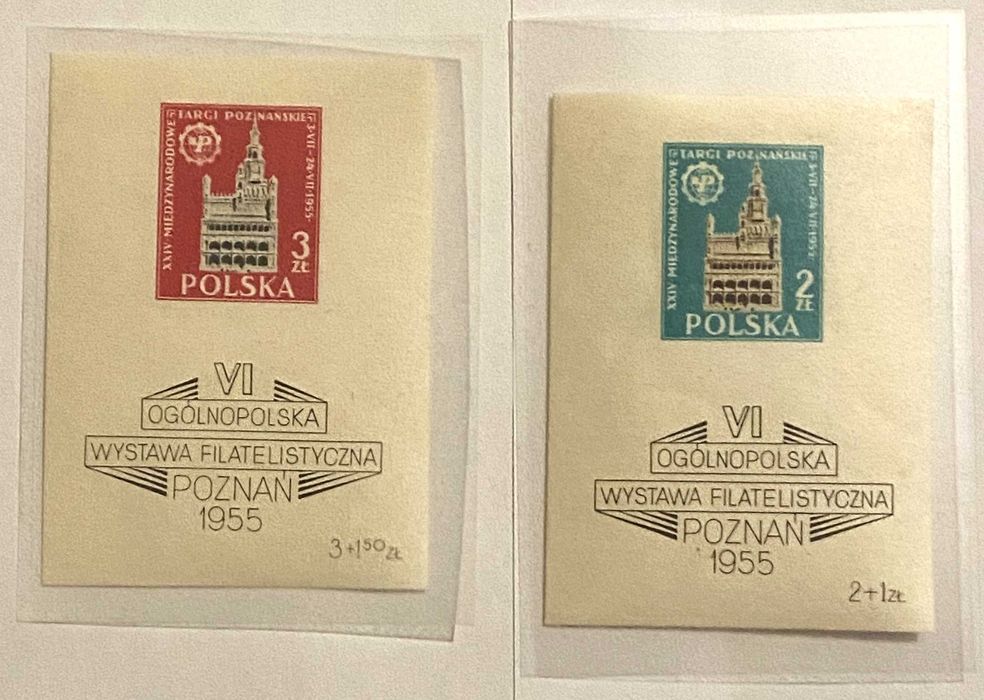 XXIV MIĘDZYNARODOWE
TARGI POZNAŃSKIE
3·VII–24·VII·1955·
P
3
ZŁ
POLSKA
VI
OGÓLNOPOLSKA
WYSTAWA FILATELISTYCZNA
POZNAŃ
1955
3+1⁵⁰ ZŁ
XXIV MIĘDZYNARODOWE
TARGI POZNAŃSKIE
3·VII–24·VII·1955·
P
2
ZŁ
POLSKA
VI
OGÓLNOPOLSKA
WYSTAWA FILATELISTYCZNA
POZNAŃ
1955
2+1 ZŁ